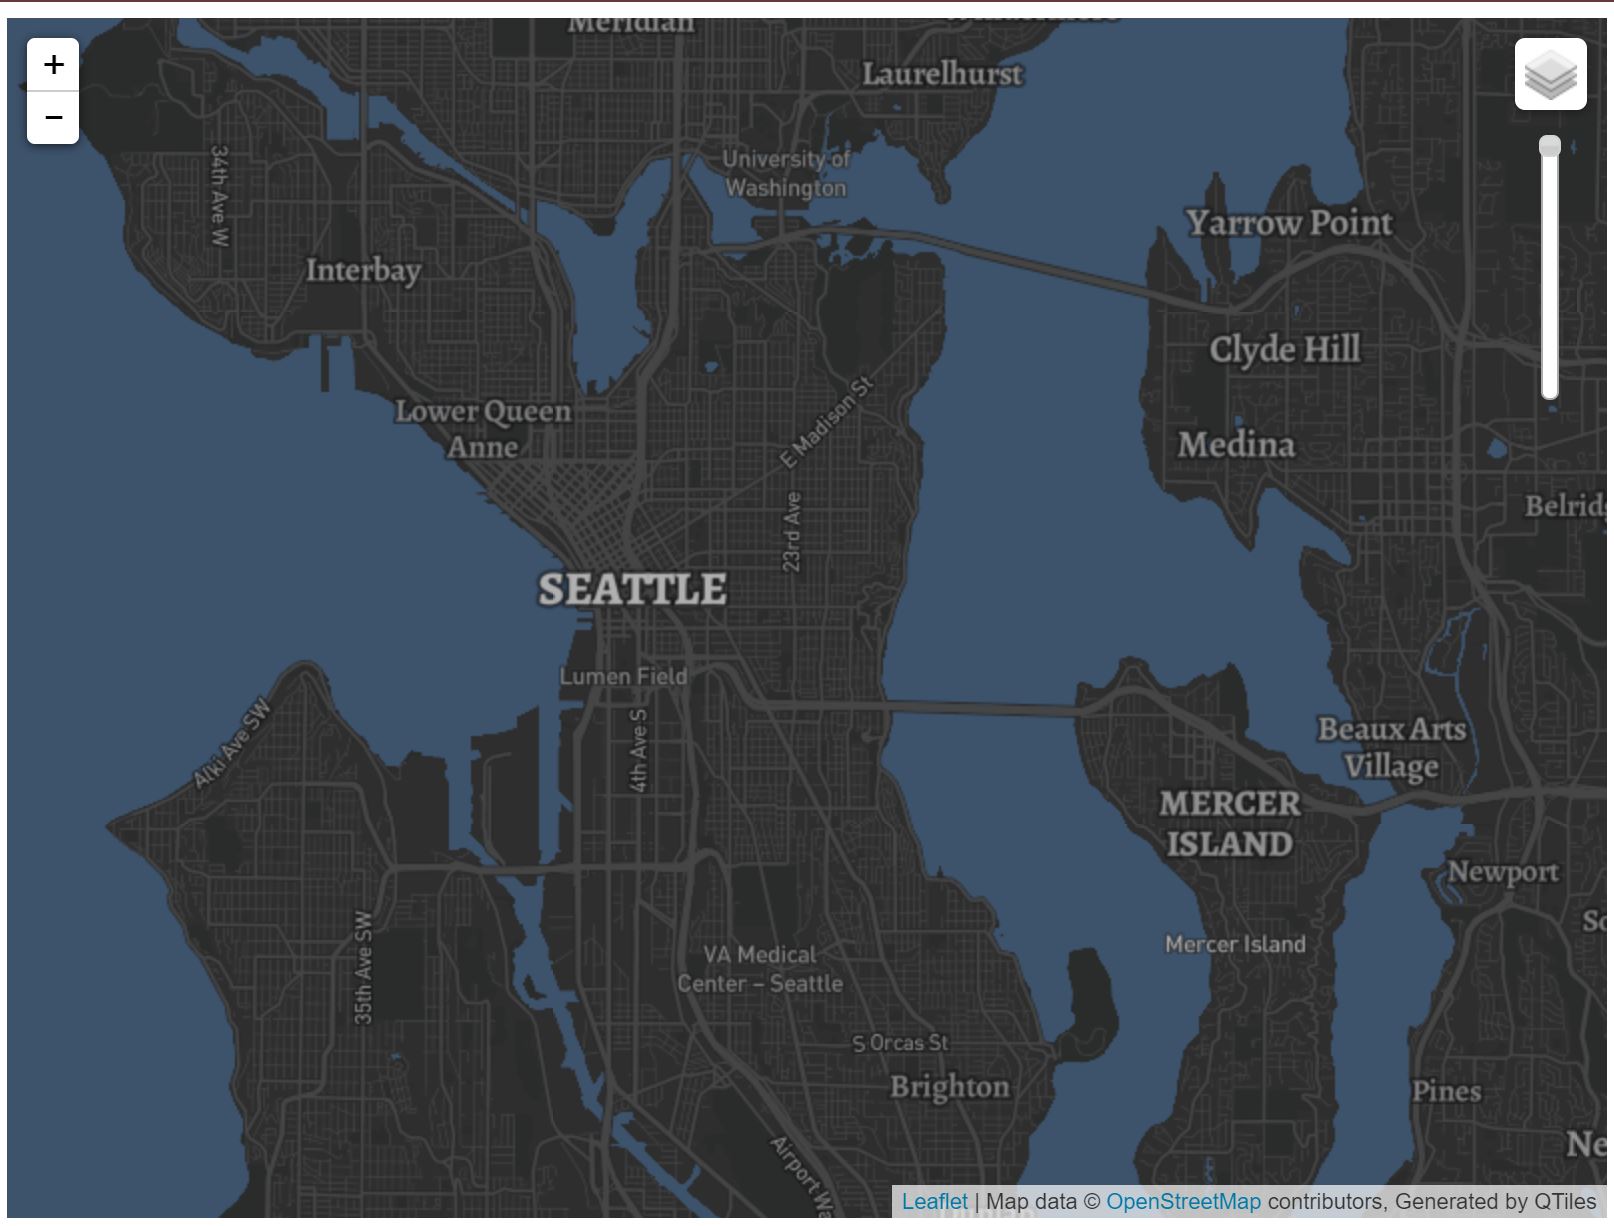 Meridian
+
−
Laurelhurst
University of
Washington
34th Ave W
Yarrow Point
Interbay
Clyde Hill
Lower Queen
Anne
E Madison St
Medina
23rd Ave
Belrid
SEATTLE
Lumen Field
4th Ave S
Alki Ave SW
Beaux Arts
Village
MERCER
ISLAND
Newport
So
35th Ave SW
Mercer Island
VA Medical
Center – Seattle
S Orcas St
Brighton
Pines
Airport Wa
Ne
Leaflet | Map data © OpenStreetMap contributors, Generated by QTiles